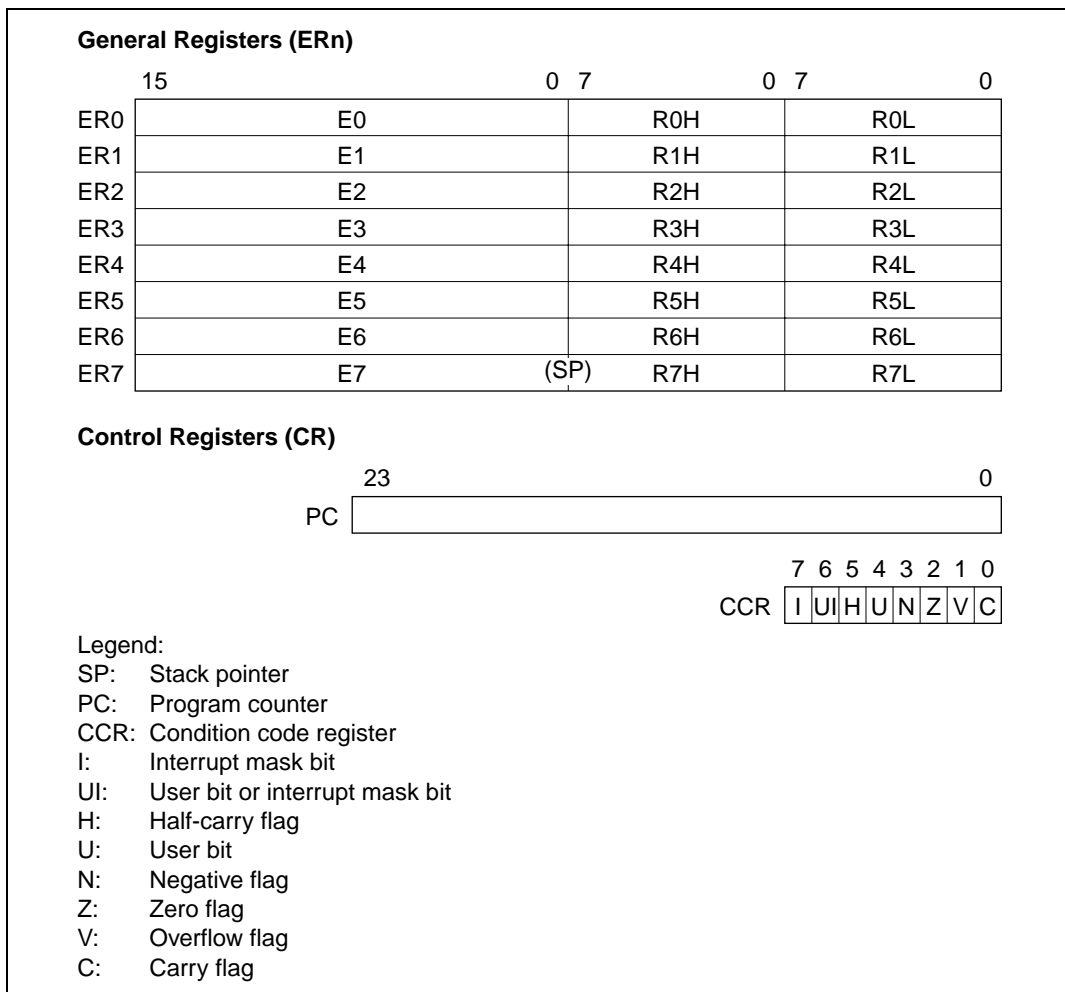 General Registers (ERn)
15 0 7 0 7 0
ER0 E0 R0H R0L
ER1 E1 R1H R1L
ER2 E2 R2H R2L
ER3 E3 R3H R3L
ER4 E4 R4H R4L
ER5 E5 R5H R5L
ER6 E6 R6H R6L
ER7 E7 (SP) R7H R7L
Control Registers (CR)
23 0
PC
7 6 5 4 3 2 1 0
CCR I UI H U N Z V C
Legend:
SP: Stack pointer
PC: Program counter
CCR: Condition code register
I: Interrupt mask bit
UI: User bit or interrupt mask bit
H: Half-carry flag
U: User bit
N: Negative flag
Z: Zero flag
V: Overflow flag
C: Carry flag